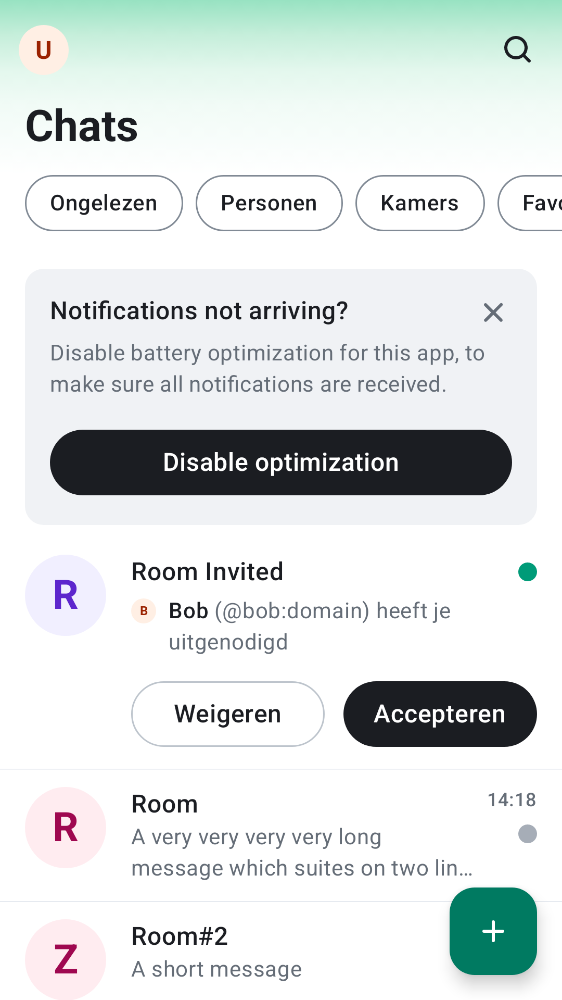 U
Chats
Ongelezen
Personen
Kamers
Favo
Notifications not arriving?
Disable battery optimization for this app, to
make sure all notifications are received.
Disable optimization
R
Room Invited
B
Bob (@bob:domain) heeft je
uitgenodigd
Weigeren
Accepteren
R
Room
14:18
A very very very very long
message which suites on two lin…
Z
Room#2
A short message